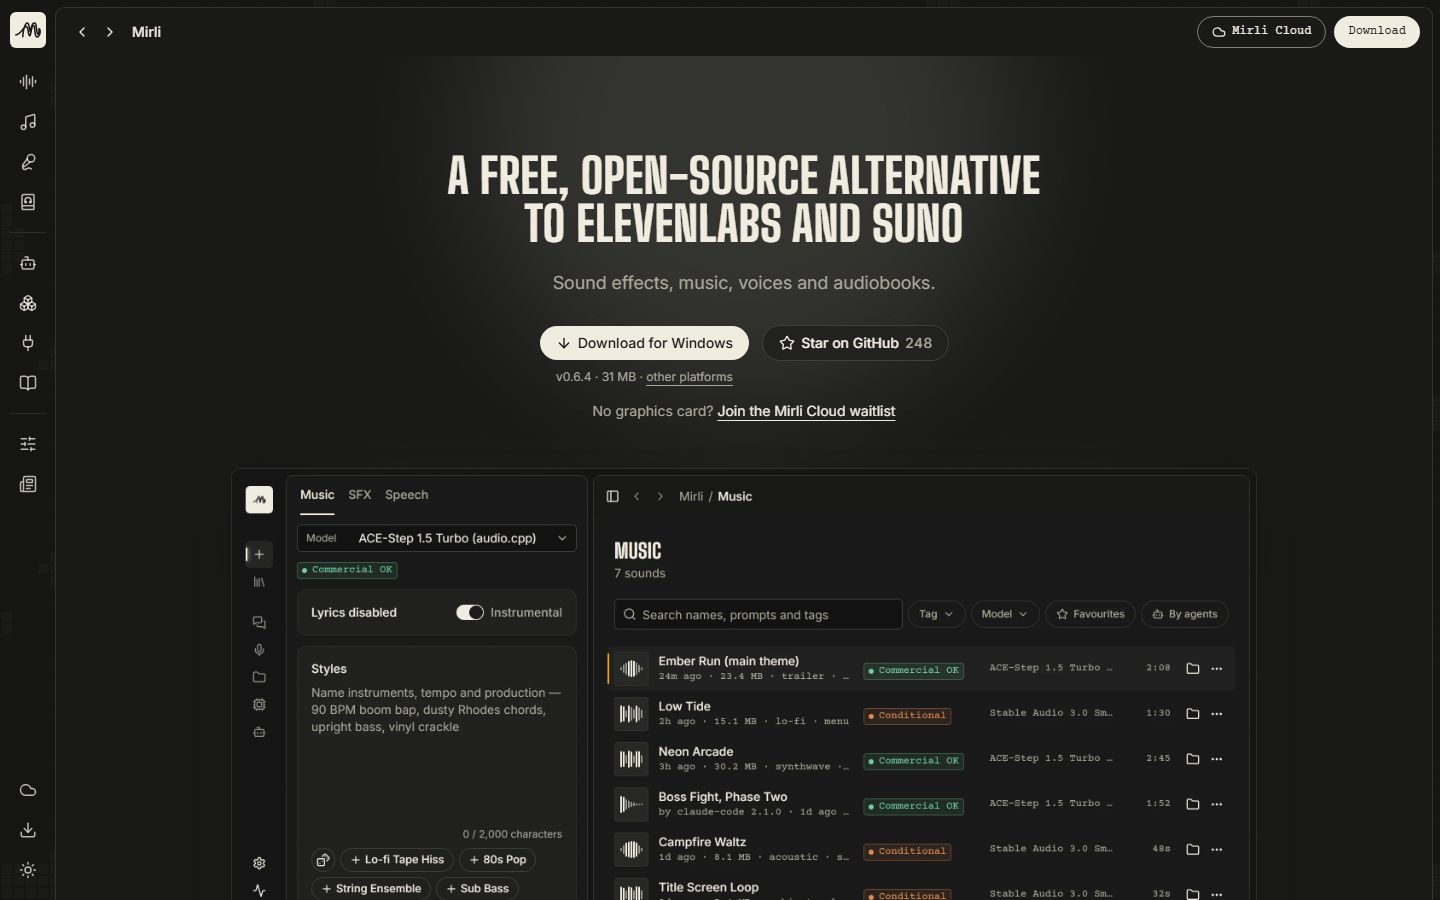 Mirli
Mirli Cloud
Download
A FREE, OPEN-SOURCE ALTERNATIVE
TO ELEVENLABS AND SUNO
Sound effects, music, voices and audiobooks.
Download for Windows
Star on GitHub 248
v0.6.4 · 31 MB · other platforms
No graphics card? Join the Mirli Cloud waitlist
Music SFX Speech
Model ACE-Step 1.5 Turbo (audio.cpp)
Commercial OK
Lyrics disabled Instrumental
Styles
Name instruments, tempo and production —
90 BPM boom bap, dusty Rhodes chords,
upright bass, vinyl crackle
0 / 2,000 characters
+ Lo-fi Tape Hiss + 80s Pop
+ String Ensemble + Sub Bass
Mirli / Music
MUSIC
7 sounds
Search names, prompts and tags Tag Model Favourites By agents
Ember Run (main theme)
24m ago · 23.4 MB · trailer · … Commercial OK ACE-Step 1.5 Turbo … 2:08
Low Tide
2h ago · 15.1 MB · lo-fi · menu Conditional Stable Audio 3.0 Sm… 1:30
Neon Arcade
3h ago · 30.2 MB · synthwave ·… Commercial OK ACE-Step 1.5 Turbo … 2:45
Boss Fight, Phase Two
by claude-code 2.1.0 · 1d ago … Commercial OK ACE-Step 1.5 Turbo … 1:52
Campfire Waltz
1d ago · 8.1 MB · acoustic · s… Conditional Stable Audio 3.0 Sm… 48s
Title Screen Loop
Conditional Stable Audio 3.0 Sm… 32s